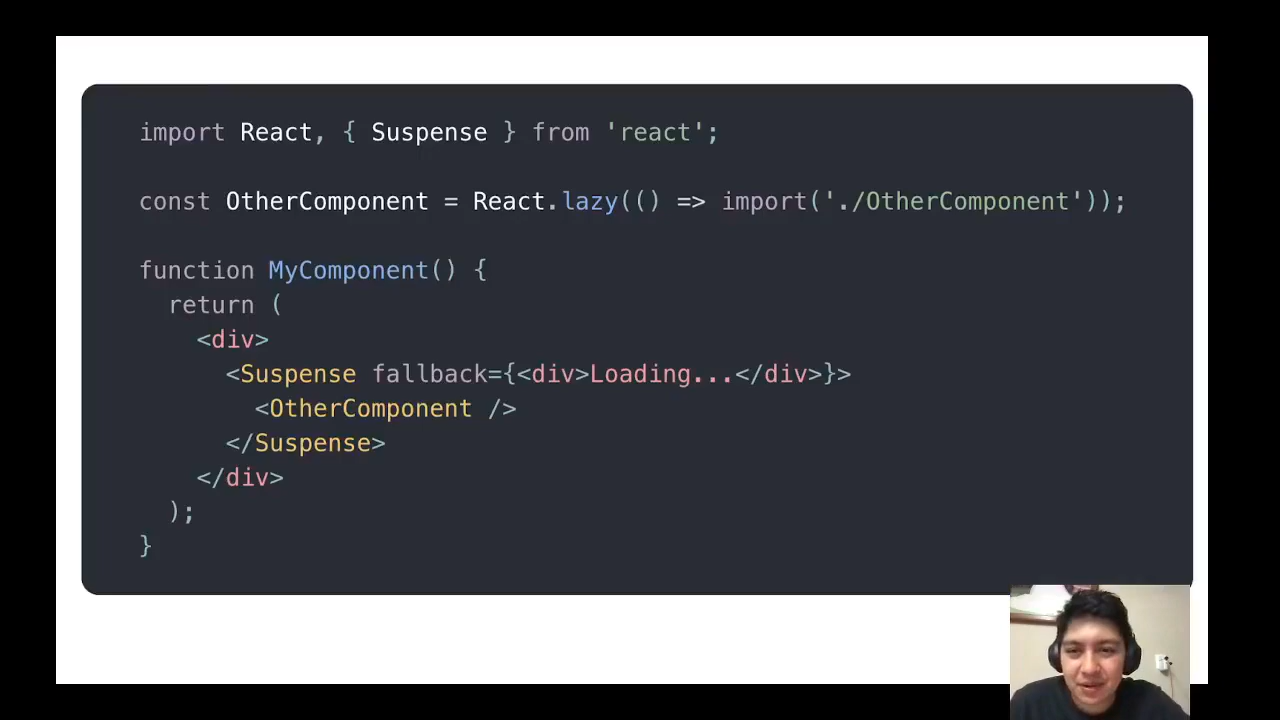 import React, { Suspense } from 'react';
const OtherComponent = React.lazy(() => import('./OtherComponent'));
function MyComponent() {
return (
<div>
<Suspense fallback={<div>Loading...</div>}>
<OtherComponent />
</Suspense>
</div>
);
}